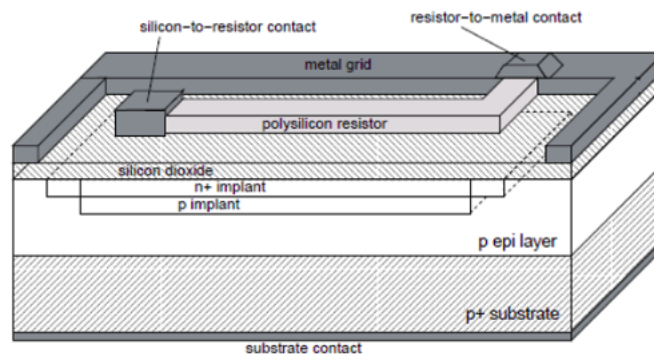 silicon-to-resistor contact
resistor-to-metal contact
metal grid
polysilicon resistor
silicon dioxide
n+ implant
p implant
p epi layer
p+ substrate
substrate contact